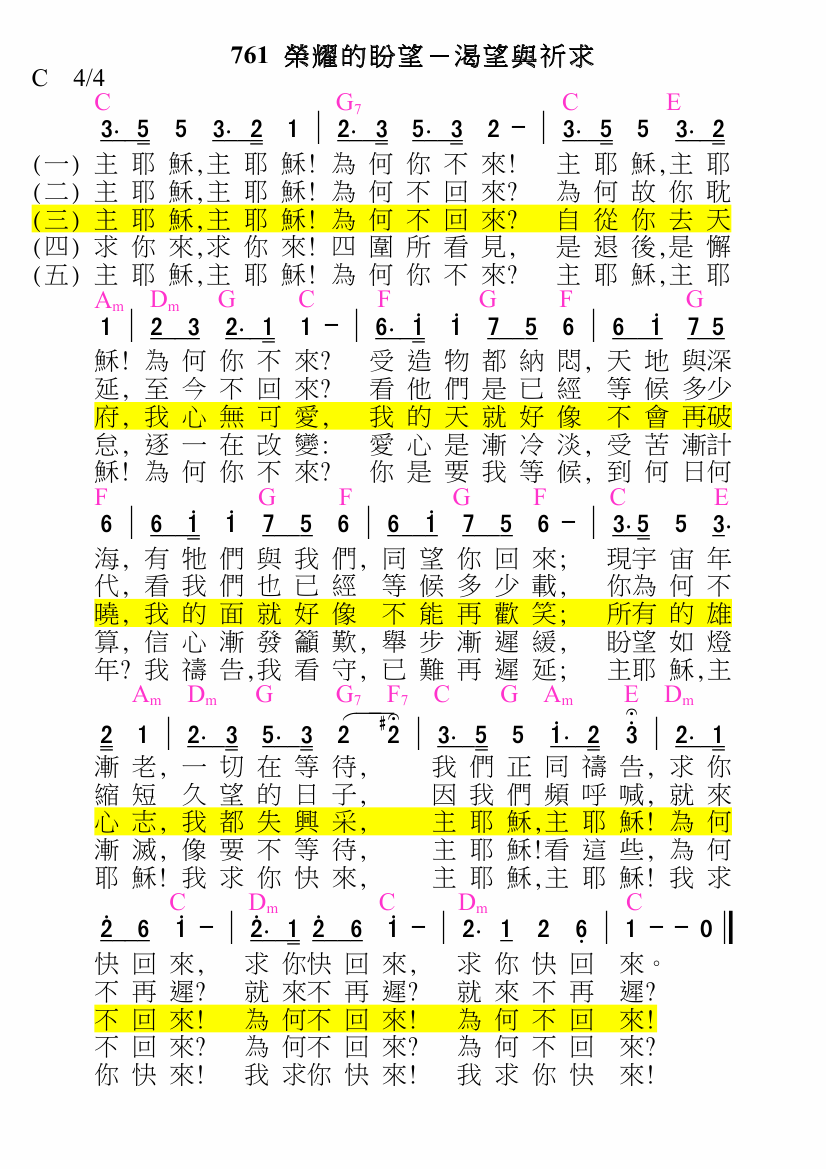 761 榮耀的盼望－渴望與祈求
C 4/4
C G7 C E
3· 5 5 3· 2 1 | 2· 3 5· 3 2 － | 3· 5 5 3· 2
(一) 主 耶 穌,主 耶 穌! 為 何 你 不 來! 主 耶 穌,主 耶
(二) 主 耶 穌,主 耶 穌! 為 何 不 回 來? 為 何 故 你 耽
(三) 主 耶 穌,主 耶 穌! 為 何 不 回 來? 自 從 你 去 天
(四) 求 你 來,求 你 來! 四 圍 所 看 見, 是 退 後,是 懈
(五) 主 耶 穌,主 耶 穌! 為 何 你 不 來? 主 耶 穌,主 耶
Am Dm G C F G F G
1 | 2 3 2· 1 1 － | 6· i i 7 5 6 | 6 i 7 5
穌! 為 何 你 不 來? 受 造 物 都 納 悶, 天 地 與深
延, 至 今 不 回 來? 看 他 們 是 已 經 等 候 多少
府, 我 心 無 可 愛, 我 的 天 就 好 像 不 會 再破
怠, 逐 一 在 改 變: 愛 心 是 漸 冷 淡, 受 苦 漸計
穌! 為 何 你 不 來? 你 是 要 我 等 候, 到 何 日何
F G F G F C E
6 | 6 i i 7 5 6 | 6 i 7 5 6 － | 3· 5 5 3·
海, 有 牠 們 與 我 們, 同 望 你 回 來; 現宇 宙 年
代, 看 我 們 也 已 經 等 候 多 少 載, 你為 何 不
曉, 我 的 面 就 好 像 不 能 再 歡 笑; 所有 的 雄
算, 信 心 漸 發 籲 歎, 舉 步 漸 遲 緩, 盼望 如 燈
年? 我 禱 告,我 看 守, 已 難 再 遲 延; 主耶 穌,主
Am Dm G G7 F7 C G Am E Dm
2 1 | 2· 3 5· 3 2 #2 | 3· 5 5 i· 2 3 | 2· 1
漸 老, 一 切 在 等 待, 我 們 正 同 禱 告, 求 你
縮 短 久 望 的 日 子, 因 我 們 頻 呼 喊, 就 來
心 志, 我 都 失 興 采, 主 耶 穌,主 耶 穌! 為 何
漸 滅, 像 要 不 等 待, 主 耶 穌!看 這 些, 為 何
耶 穌! 我 求 你 快 來, 主 耶 穌,主 耶 穌! 我 求
C Dm C Dm C
2 6 i － | 2· 1 2 6 i － | 2· 1 2 6 | 1 － － 0
快 回 來, 求 你快 回 來, 求 你 快 回 來。
不 再 遲? 就 來不 再 遲? 就 來 不 再 遲?
不 回 來! 為 何不 回 來! 為 何 不 回 來!
不 回 來? 為 何不 回 來? 為 何 不 回 來?
你 快 來! 我 求你 快 來! 我 求 你 快 來!